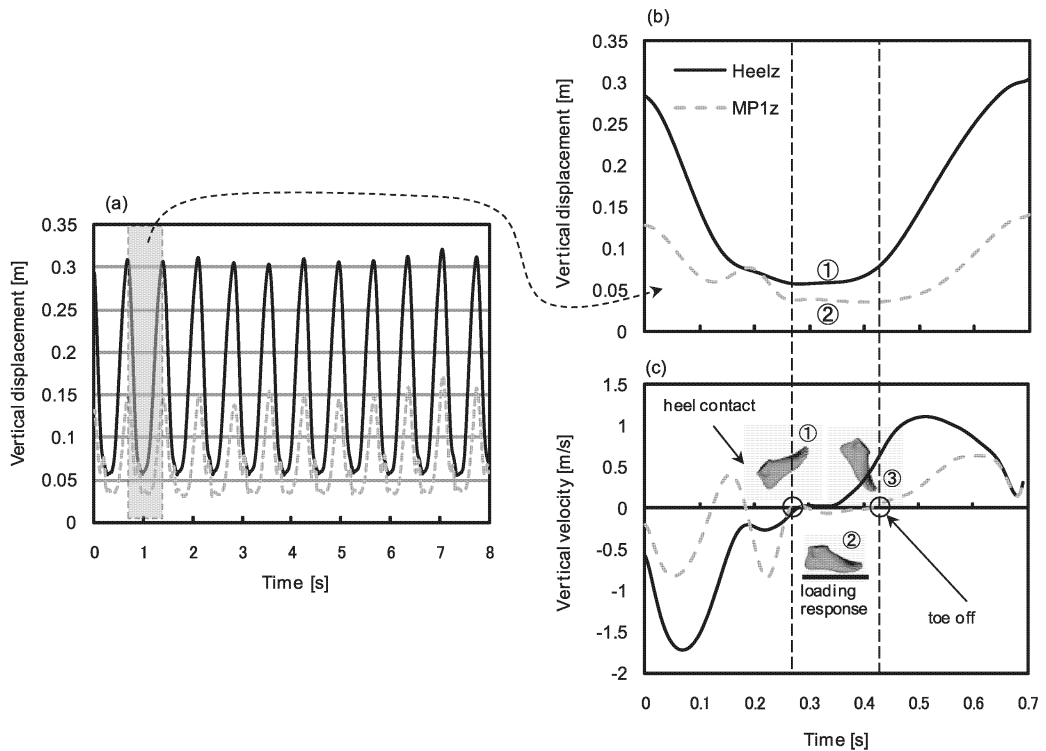 (a)
Vertical displacement [m]
0.35
0.3
0.25
0.2
0.15
0.1
0.05
0
0 1 2 3 4 5 6 7 8
Time [s]
(b)
Vertical displacement [m]
0.35
0.3
0.25
0.2
0.15
0.1
0.05
0
Heelz
MP1z
①
②
(c)
Vertical velocity [m/s]
1.5
1
0.5
0
-0.5
-1
-1.5
-2
heel contact
①
③
②
loading
response
toe off
0 0.1 0.2 0.3 0.4 0.5 0.6 0.7
Time [s]